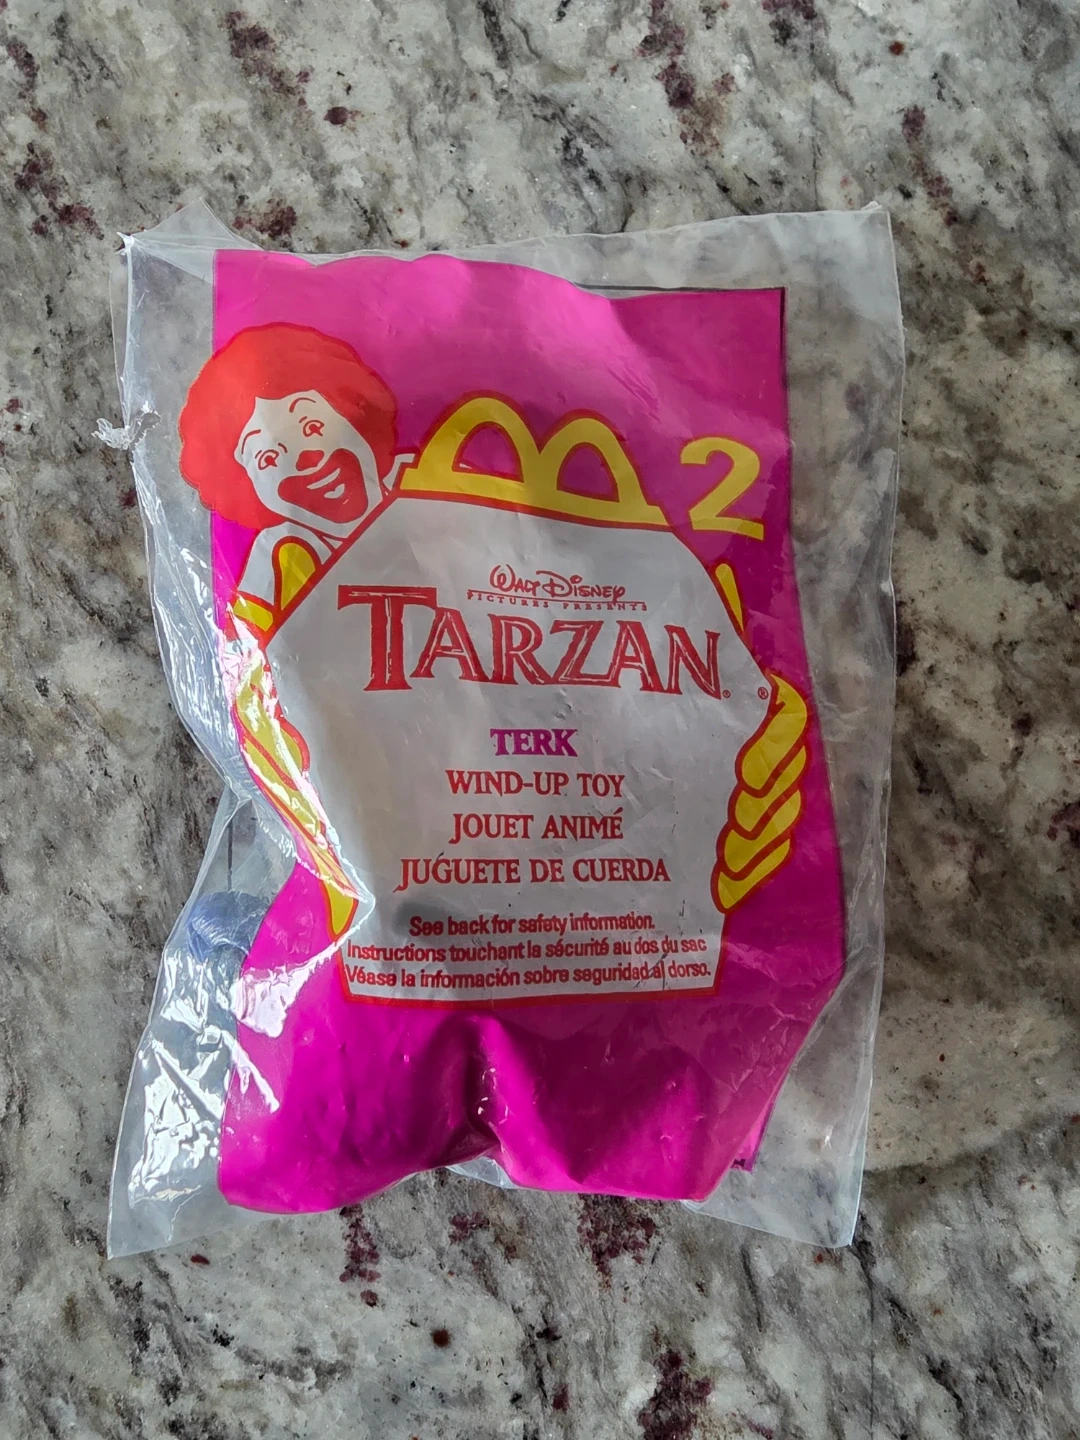 2
WALT DISNEY
PICTURES PRESENTS
TARZAN®
TERK
WIND-UP TOY
JOUET ANIMÉ
JUGUETE DE CUERDA
See back for safety information.
Instructions touchant la sécurité au dos du sac
Véase la información sobre seguridad al dorso.